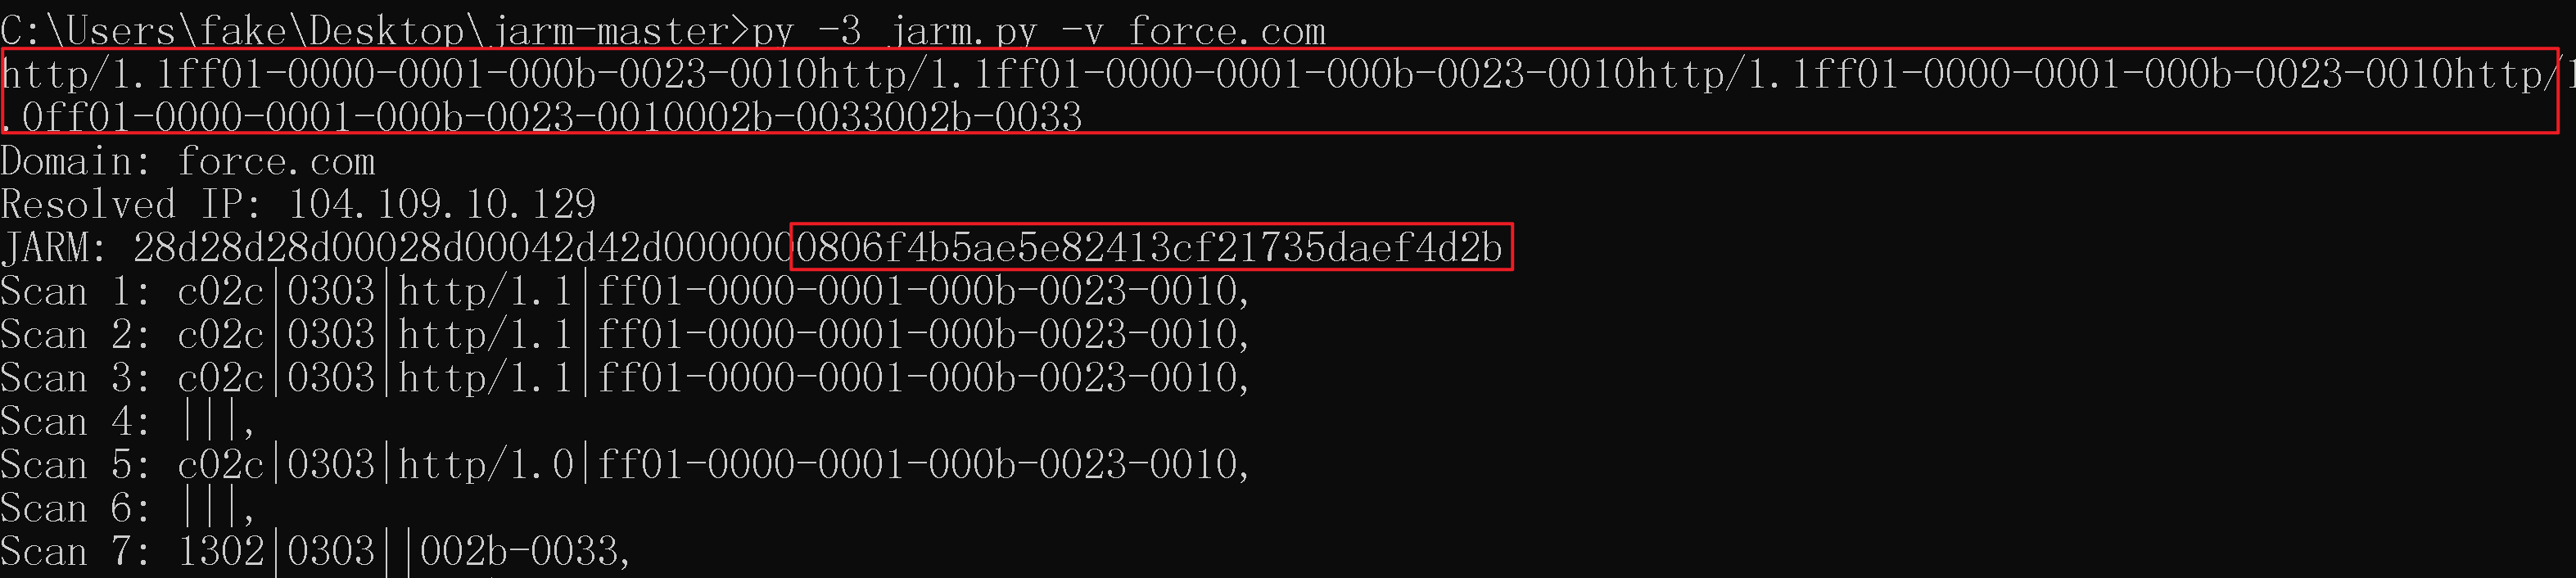 C:\Users\fake\Desktop\jarm-master>py -3 jarm.py -v force.com
http/1.1ff01-0000-0001-000b-0023-0010http/1.1ff01-0000-0001-000b-0023-0010http/1.1ff01-0000-0001-000b-0023-0010http/1
.0ff01-0000-0001-000b-0023-0010002b-0033002b-0033
Domain: force.com
Resolved IP: 104.109.10.129
JARM: 28d28d28d00028d00042d42d0000000806f4b5ae5e82413cf21735daef4d2b
Scan 1: c02c|0303|http/1.1|ff01-0000-0001-000b-0023-0010,
Scan 2: c02c|0303|http/1.1|ff01-0000-0001-000b-0023-0010,
Scan 3: c02c|0303|http/1.1|ff01-0000-0001-000b-0023-0010,
Scan 4: |||,
Scan 5: c02c|0303|http/1.0|ff01-0000-0001-000b-0023-0010,
Scan 6: |||,
Scan 7: 1302|0303||002b-0033,